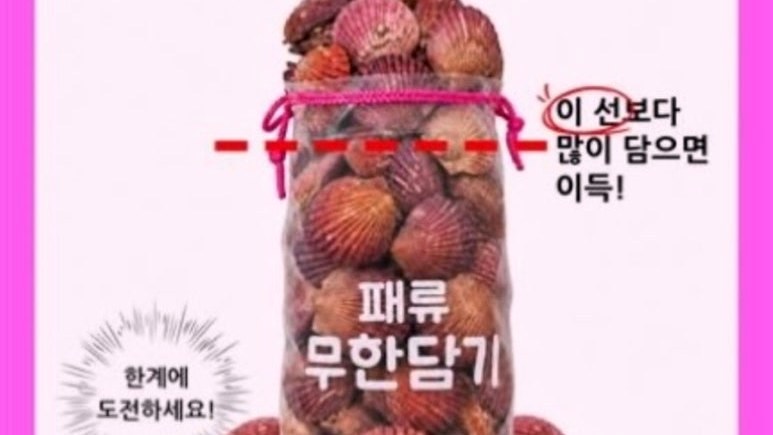 이 선보다
많이 담으면
이득!
패류
무한담기
한계에
도전하세요!